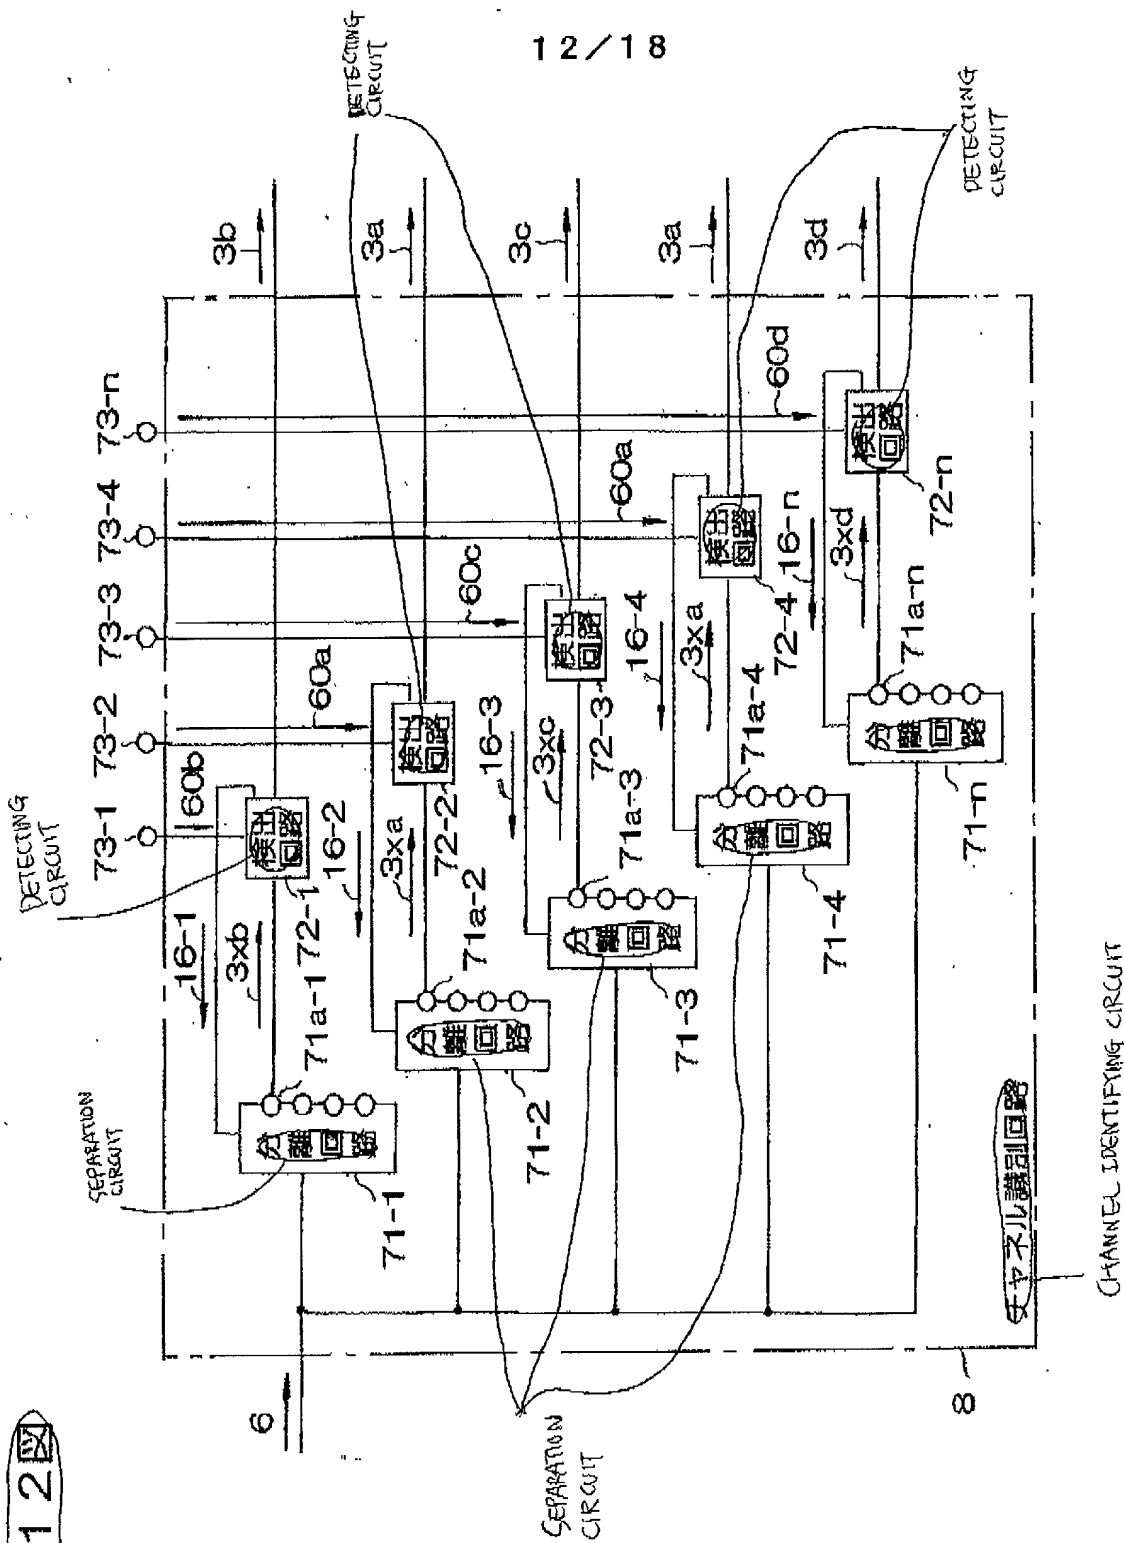 12/18
12図
6
8
チャネル識別回路
CHANNEL IDENTIFYING CIRCUIT
73-1
73-2
73-3
73-4
73-n
60b
60a
60c
60a
60d
DETECTING
CIRCUIT
DETECTING
CIRCUIT
DETECTING
CIRCUIT
SEPARATION
CIRCUIT
SEPARATION
CIRCUIT
16-1
3xb
71a-1
72-1
検出
回路
3b
分離回路
71-1
16-2
3xa
71a-2
72-2
検出
回路
3a
分離回路
71-2
16-3
3xc
71a-3
72-3
検出
回路
3c
分離回路
71-3
16-4
3xa
71a-4
72-4
検出
回路
3a
分離回路
71-4
16-n
3xd
71a-n
72-n
検出
回路
3d
分離回路
71-n